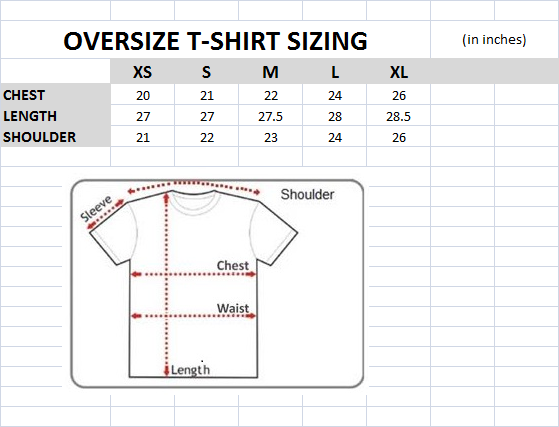 OVERSIZE T-SHIRT SIZING (in inches)
XS S M L XL
CHEST 20 21 22 24 26
LENGTH 27 27 27.5 28 28.5
SHOULDER 21 22 23 24 26
Shoulder
Sleeve
Chest
Waist
Length